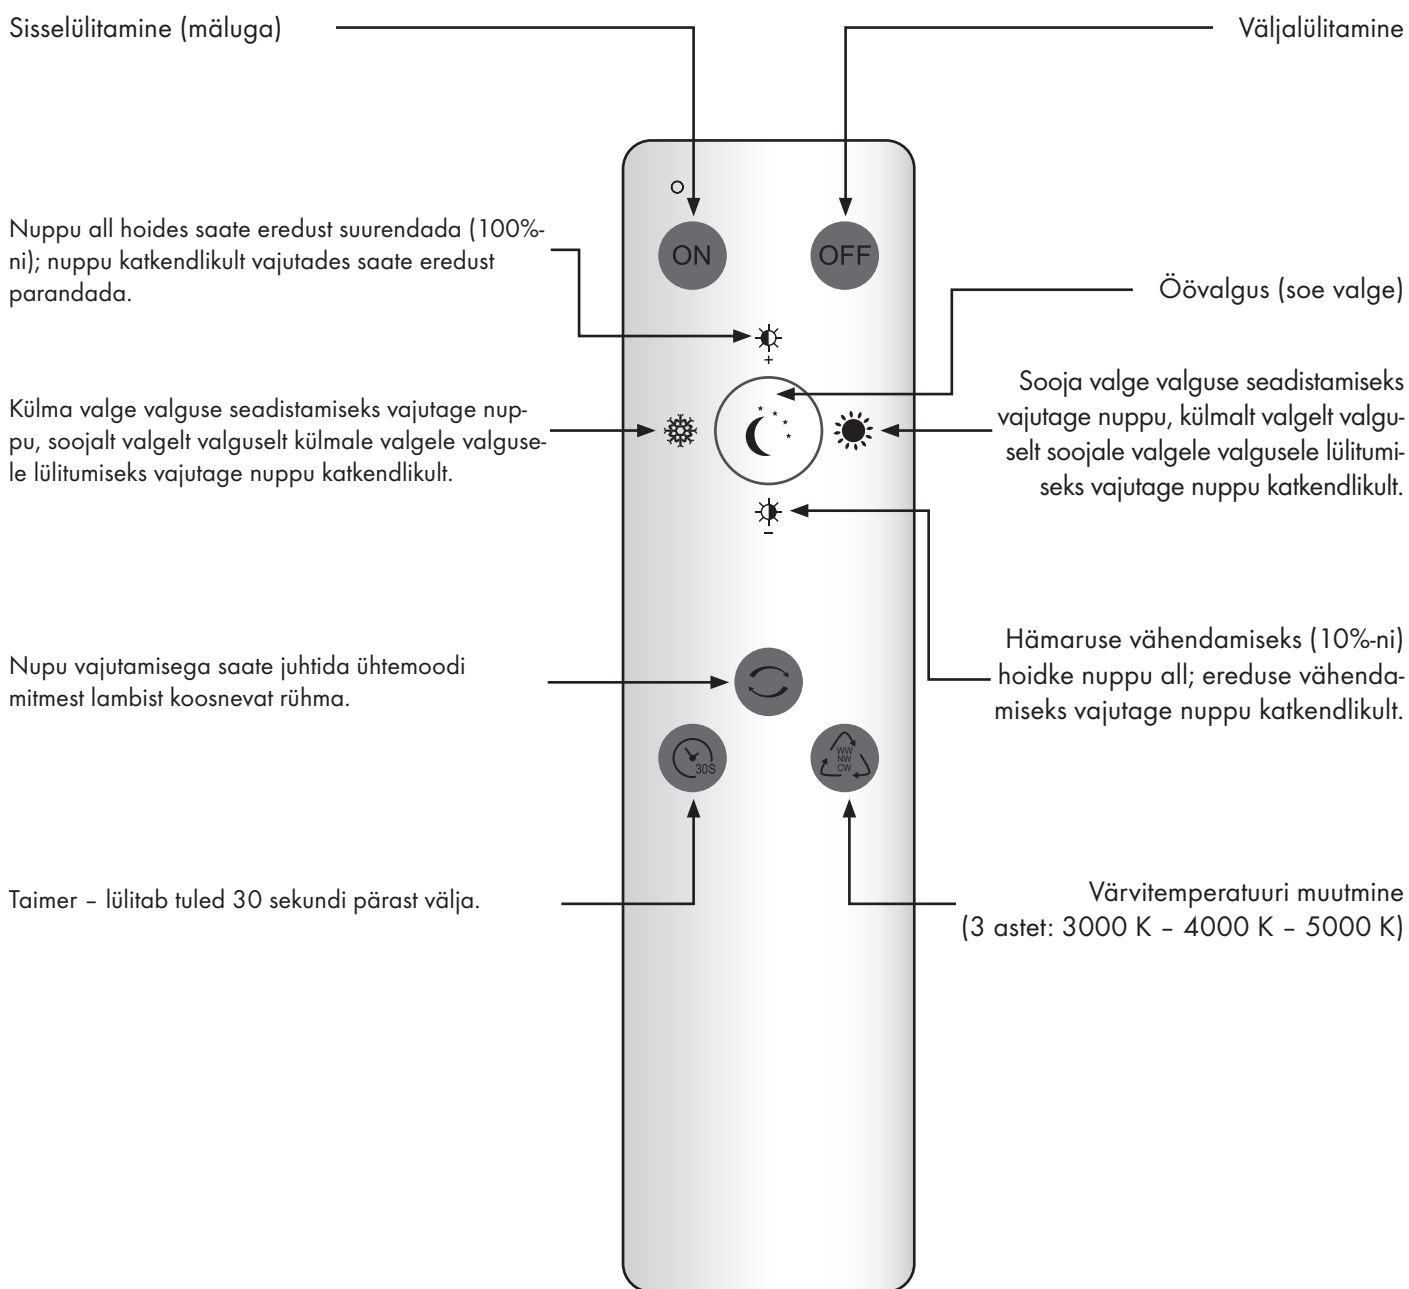 Sisselülitamine (mäluga)
Väljalülitamine
Nuppu all hoides saate eredust suurendada (100%-
ni); nuppu katkendlikult vajutades saate eredust
parandada.
ON
OFF
Öövalgus (soe valge)
+
Külma valge valguse seadistamiseks vajutage nup-
pu, soojalt valgelt valguselt külmale valgele valguse-
le lülitumiseks vajutage nuppu katkendlikult.
Sooja valge valguse seadistamiseks
vajutage nuppu, külmalt valgelt valgu-
selt soojale valgele valgusele lülitumi-
seks vajutage nuppu katkendlikult.
–
Nupu vajutamisega saate juhtida ühtemoodi
mitmest lambist koosnevat rühma.
Hämaruse vähendamiseks (10%-ni)
hoidke nuppu all; ereduse vähenda-
miseks vajutage nuppu katkendlikult.
30S
WW
NW
CW
Taimer – lülitab tuled 30 sekundi pärast välja.
Värvitemperatuuri muutmine
(3 astet: 3000 K – 4000 K – 5000 K)